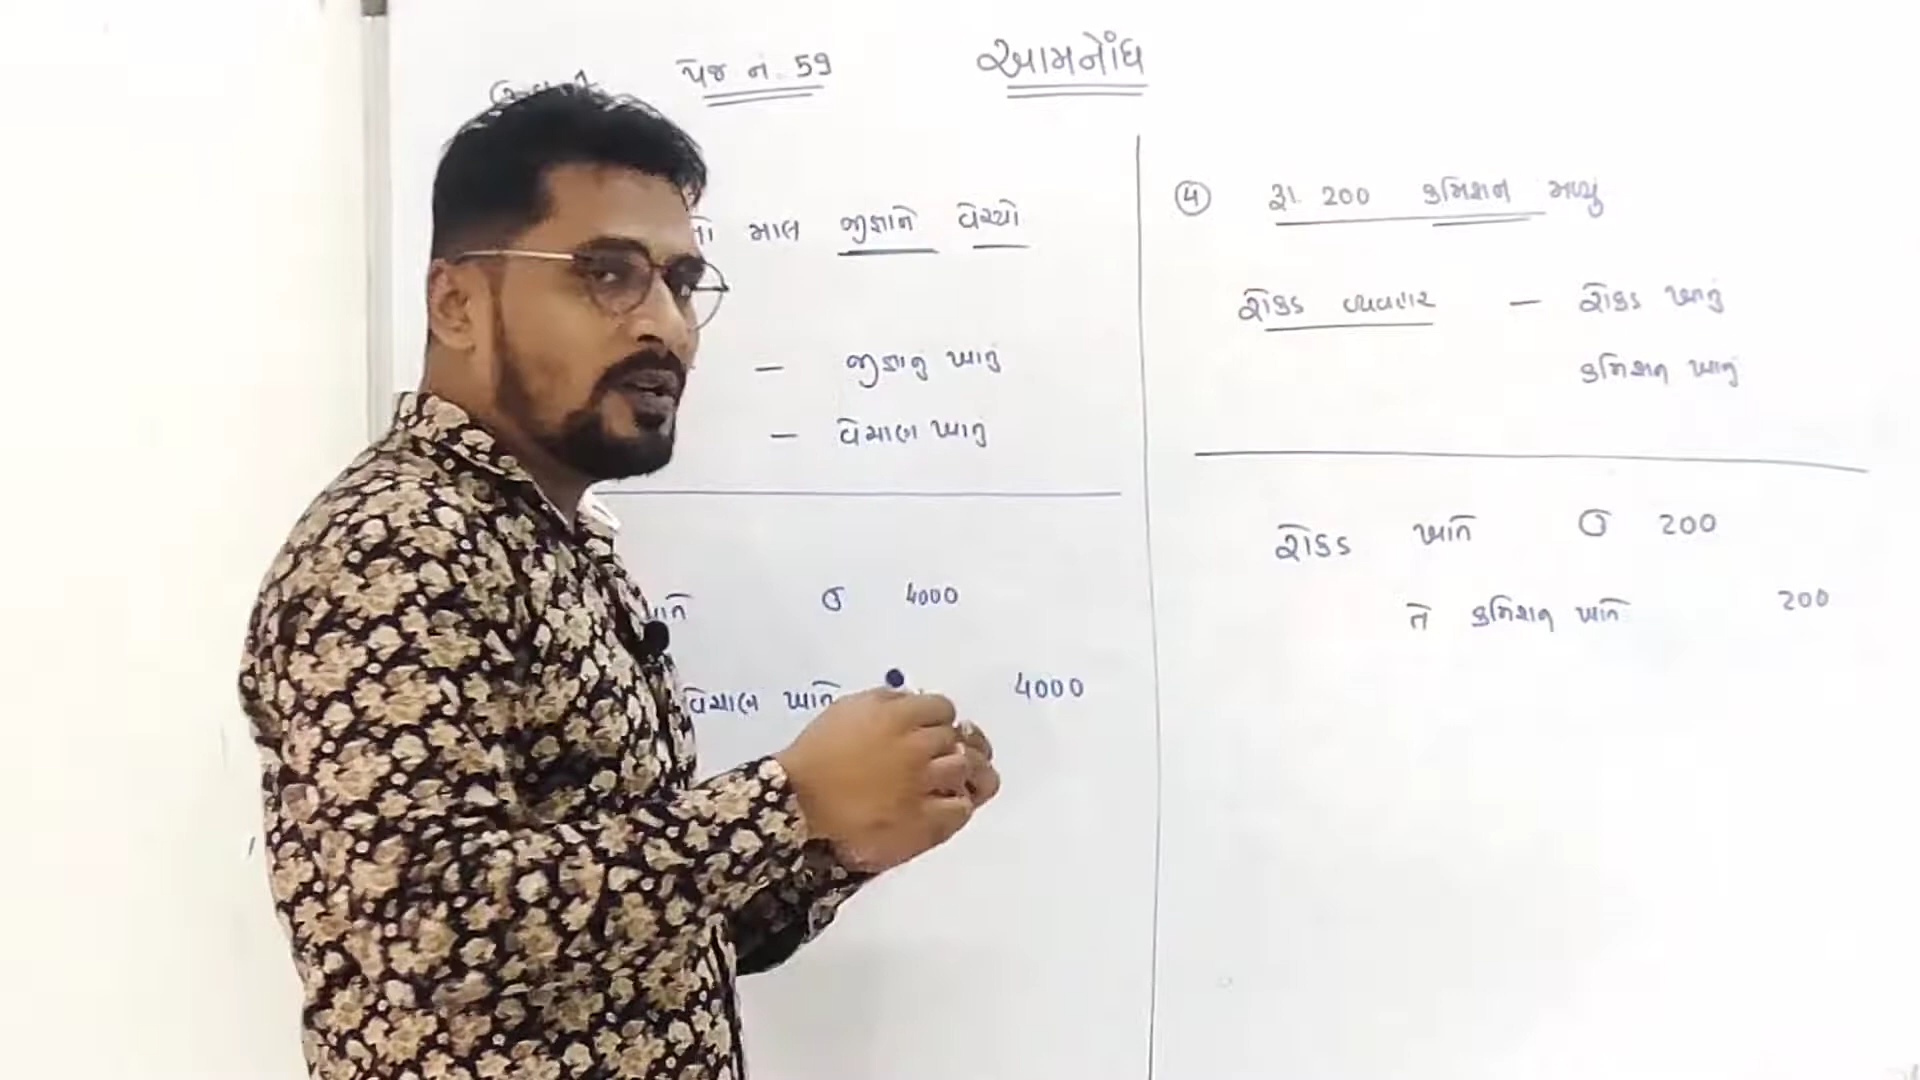 પેજ નં. 59
આમનોંધ
માલ જીજ્ઞાને વેચ્યો
— જીજ્ઞાનું ખાતું
— વેચાણ ખાતું
ઉ 4000
વેચાણ ખાતે 4000
④ રૂા. 200 કમિશન મળ્યું
રોકડ વ્યવહાર — રોકડ ખાતું
કમિશન ખાતું
રોકડ ખાતે ઉ 200
તે કમિશન ખાતે 200